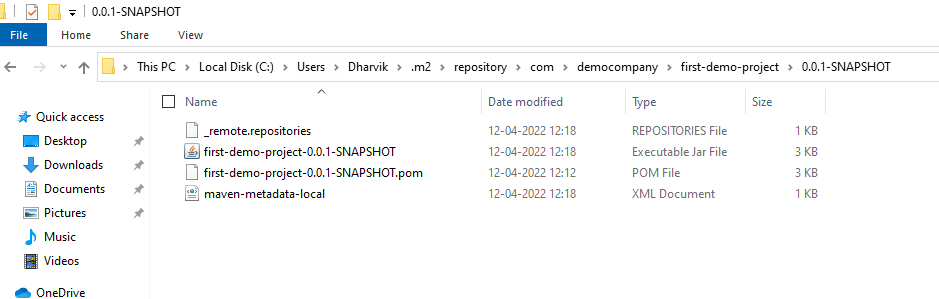 0.0.1-SNAPSHOT
File Home Share View
This PC Local Disk (C:) Users Dharvik .m2 repository com democompany first-demo-project 0.0.1-SNAPSHOT
Name Date modified Type Size
Quick access
_remote.repositories 12-04-2022 12:18 REPOSITORIES File 1 KB
Desktop
first-demo-project-0.0.1-SNAPSHOT 12-04-2022 12:18 Executable Jar File 3 KB
Downloads
first-demo-project-0.0.1-SNAPSHOT.pom 12-04-2022 12:12 POM File 3 KB
Documents
maven-metadata-local 12-04-2022 12:18 XML Document 1 KB
Pictures
Music
Videos
OneDrive